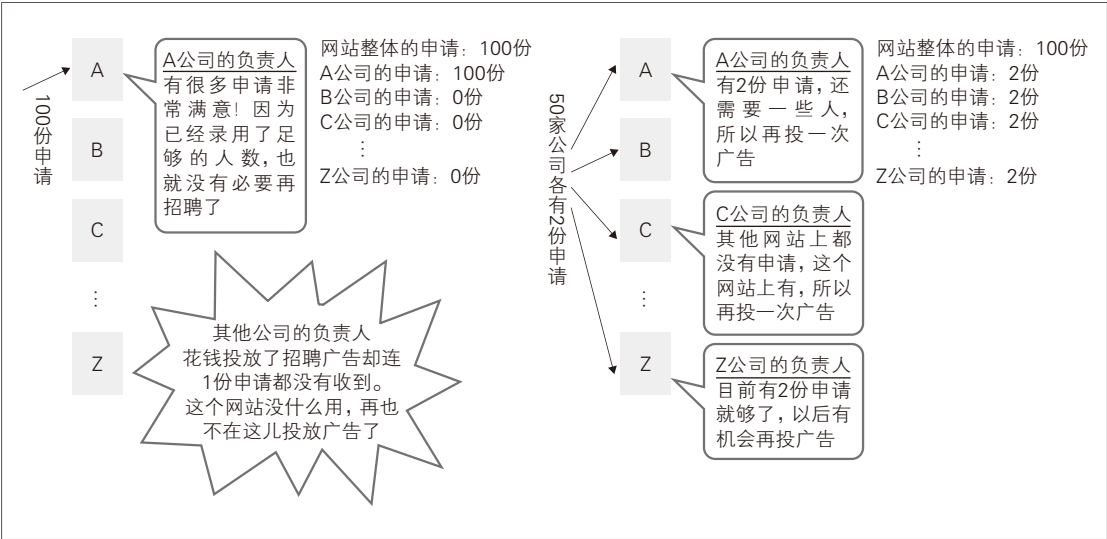 100份申请
A
B
C
⋮
Z
A公司的负责人
有很多申请非
常满意！因为
已经录用了足
够的人数，也
就没有必要再
招聘了
网站整体的申请：100份
A公司的申请：100份
B公司的申请：0份
C公司的申请：0份
⋮
Z公司的申请：0份
其他公司的负责人
花钱投放了招聘广告却连
1份申请都没有收到。
这个网站没什么用，再也
不在这儿投放广告了
50家公司各有2份申请
A
B
C
⋮
Z
A公司的负责人
有2份申请，还
需要一些人，
所以再投一次
广告
C公司的负责人
其他网站上都
没有申请，这个
网站上有，所以
再投一次广告
Z公司的负责人
目前有2份申请
就够了，以后有
机会再投广告
网站整体的申请：100份
A公司的申请：2份
B公司的申请：2份
C公司的申请：2份
⋮
Z公司的申请：2份